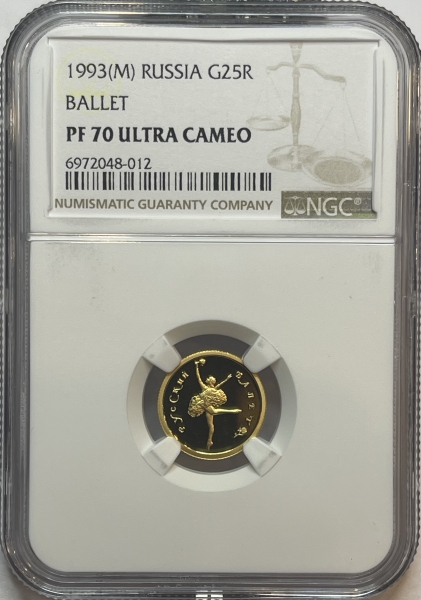 1993(M) RUSSIA G25R
BALLET
PF 70 ULTRA CAMEO
6972048-012
NUMISMATIC GUARANTY COMPANY
NGC®
РУССКИЙ БАЛЕТ